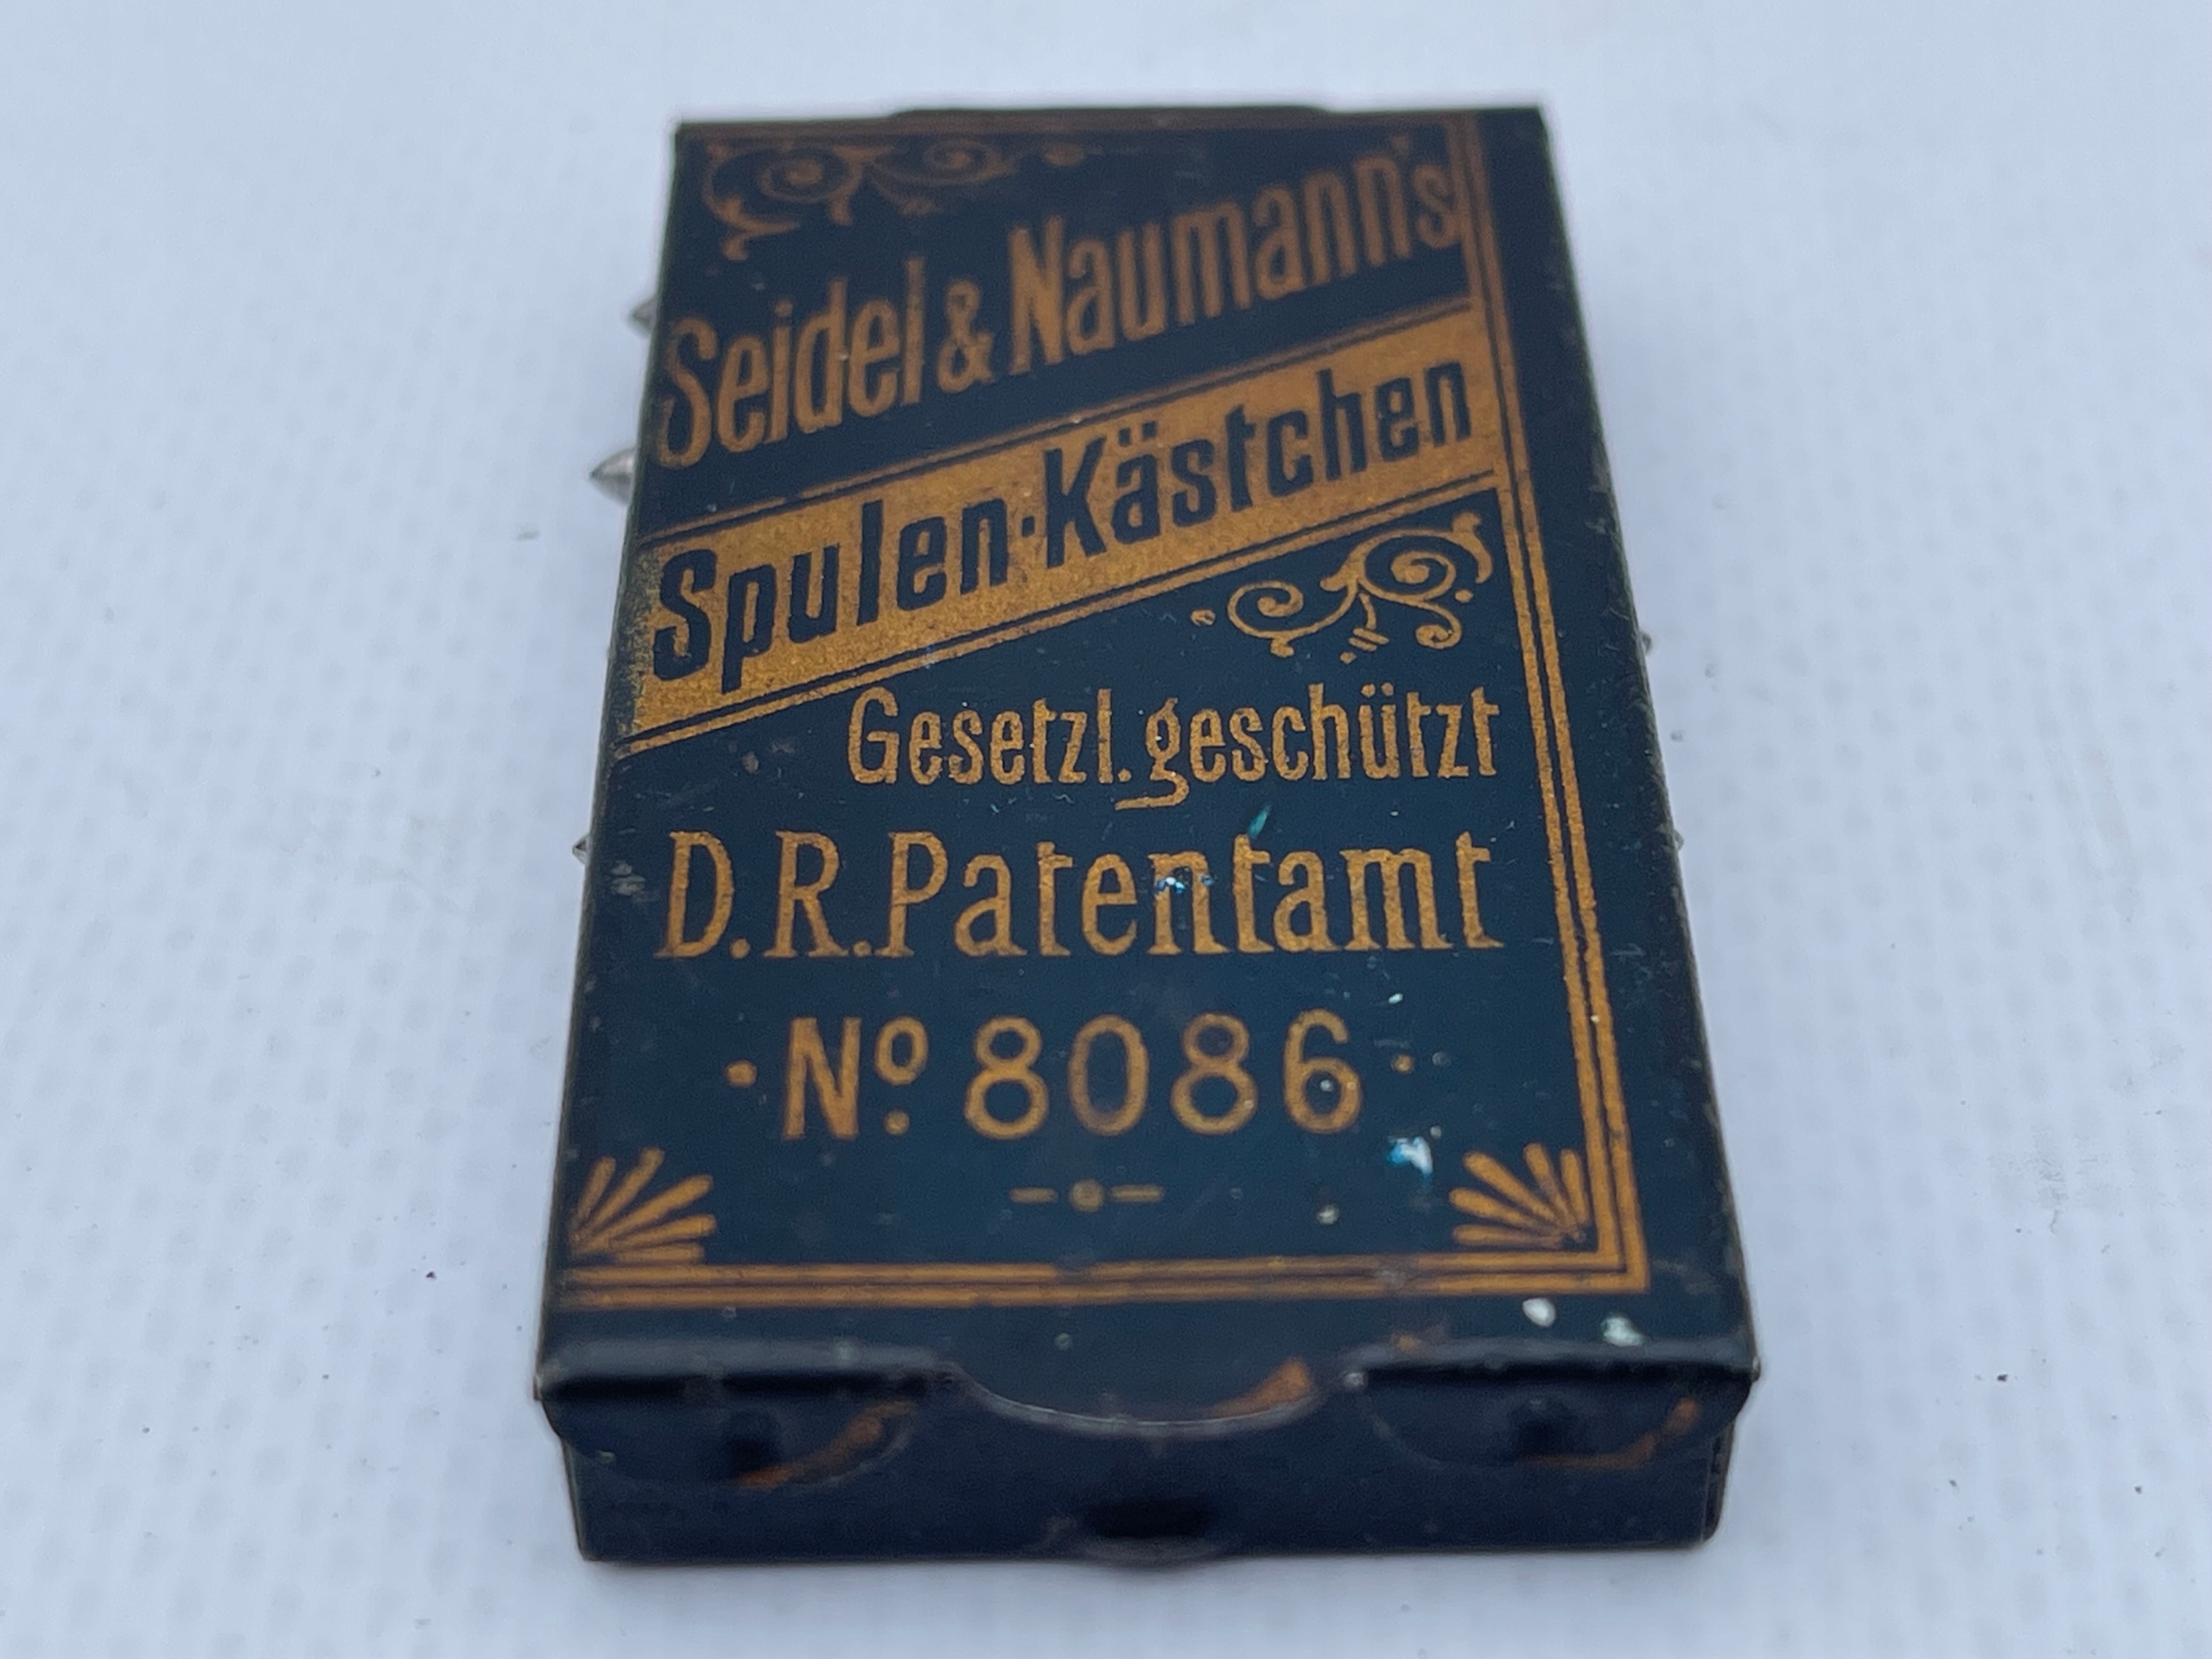 Seidel & Naumann's
Spulen-Kästchen
Gesetzl. geschützt
D.R.Patentamt
· Nº 8086 ·